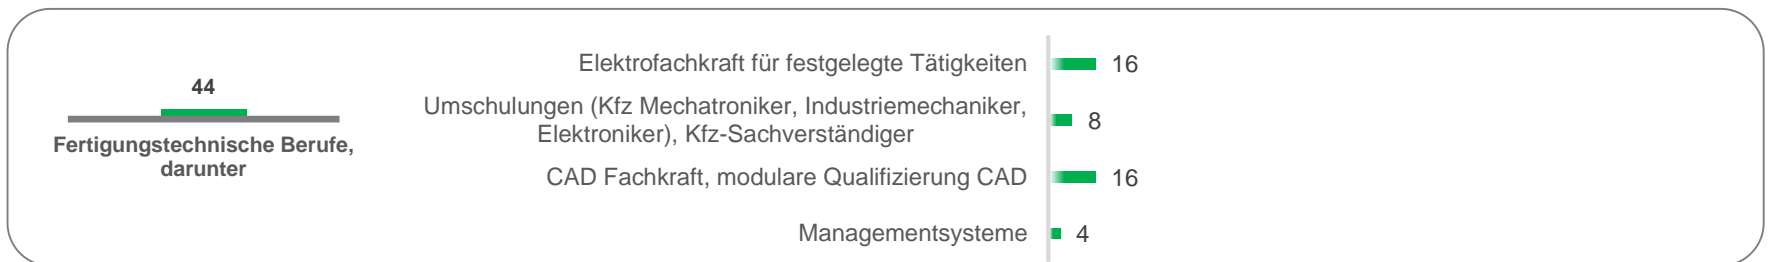 44
Fertigungstechnische Berufe,
darunter
Elektrofachkraft für festgelegte Tätigkeiten
16
Umschulungen (Kfz Mechatroniker, Industriemechaniker,
Elektroniker), Kfz-Sachverständiger
8
CAD Fachkraft, modulare Qualifizierung CAD
16
Managementsysteme
4